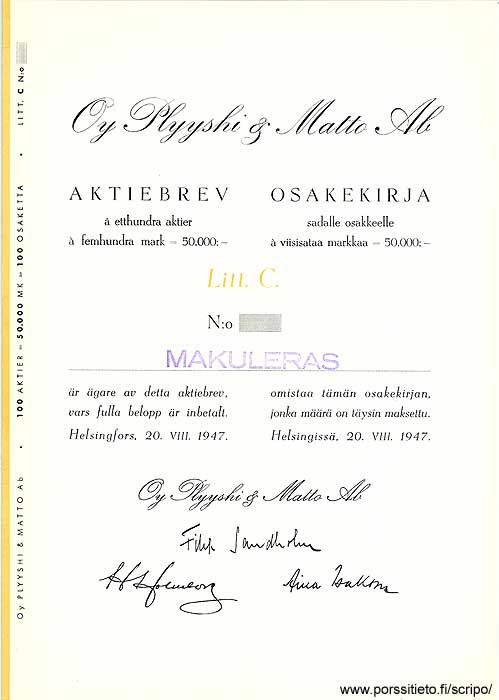 Oy Plyyshi & Matto Ab
AKTIEBREV
à etthundra aktier
à femhundra mark = 50.000:–
OSAKEKIRJA
sadalle osakkeelle
à viisisataa markkaa = 50.000:–
Litt. C.
N:o
MAKULERAS
är ägare av detta aktiebrev,
vars fulla belopp är inbetalt.
Helsingfors, 20. VIII. 1947.
omistaa tämän osakekirjan,
jonka määrä on täysin maksettu.
Helsingissä, 20. VIII. 1947.
Oy Plyyshi & Matto Ab
Filip Sandholm
Aina
Oy PLYYSHI & MATTO Ab • 100 AKTIER = 50.000 MK = 100 OSAKETTA • LITT. C N:o
www.porssitieto.fi/scripo/